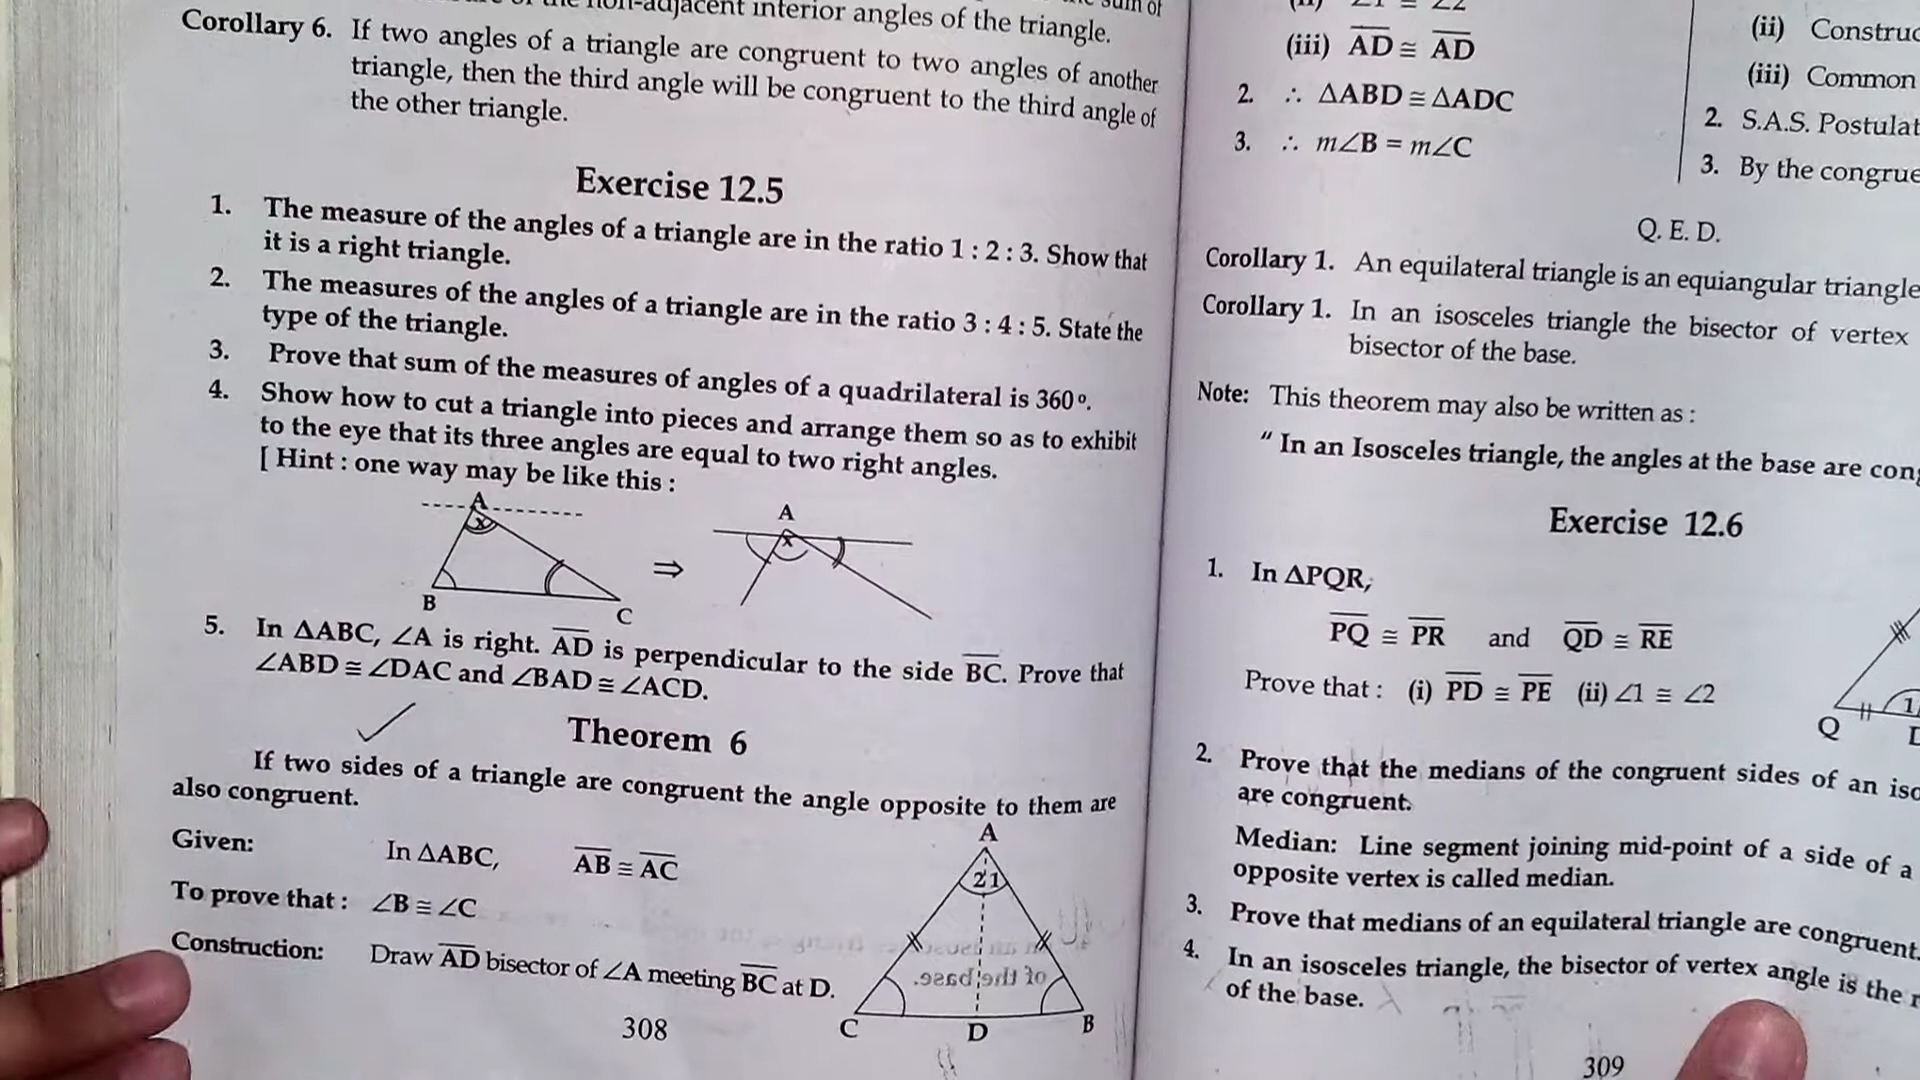 the non-adjacent interior angles of the triangle.
sum of
Corollary 6. If two angles of a triangle are congruent to two angles of another
triangle, then the third angle will be congruent to the third angle of
the other triangle.
Exercise 12.5
1. The measure of the angles of a triangle are in the ratio 1 : 2 : 3. Show that
it is a right triangle.
2. The measures of the angles of a triangle are in the ratio 3 : 4 : 5. State the
type of the triangle.
3. Prove that sum of the measures of angles of a quadrilateral is 360°.
4. Show how to cut a triangle into pieces and arrange them so as to exhibit
to the eye that its three angles are equal to two right angles.
[ Hint : one way may be like this :
A
x
B
C
⇒
A
x
5. In ΔABC, ∠A is right. A̅D̅ is perpendicular to the side B̅C̅. Prove that
∠ABD ≅ ∠DAC and ∠BAD ≅ ∠ACD.
Theorem 6
If two sides of a triangle are congruent the angle opposite to them are
also congruent.
Given: In ΔABC, A̅B̅ ≅ A̅C̅
To prove that : ∠B ≅ ∠C
Construction: Draw A̅D̅ bisector of ∠A meeting B̅C̅ at D.
A
2 1
C
D
B
308
(ii) ∠1 ≅ ∠2
(iii) A̅D̅ ≅ A̅D̅
2. ∴ ΔABD ≅ ΔADC
3. ∴ m∠B = m∠C
(ii) Construc
(iii) Common
2. S.A.S. Postulat
3. By the congrue
Q. E. D.
Corollary 1. An equilateral triangle is an equiangular triangle
Corollary 1. In an isosceles triangle the bisector of vertex
bisector of the base.
Note: This theorem may also be written as :
“ In an Isosceles triangle, the angles at the base are cong
Exercise 12.6
1. In ΔPQR,
P̅Q̅ ≅ P̅R̅ and Q̅D̅ ≅ R̅E̅
Prove that : (i) P̅D̅ ≅ P̅E̅ (ii) ∠1 ≅ ∠2
1
Q
2. Prove that the medians of the congruent sides of an iso
are congruent.
Median: Line segment joining mid-point of a side of a
opposite vertex is called median.
3. Prove that medians of an equilateral triangle are congruent.
4. In an isosceles triangle, the bisector of vertex angle is the r
of the base.
309